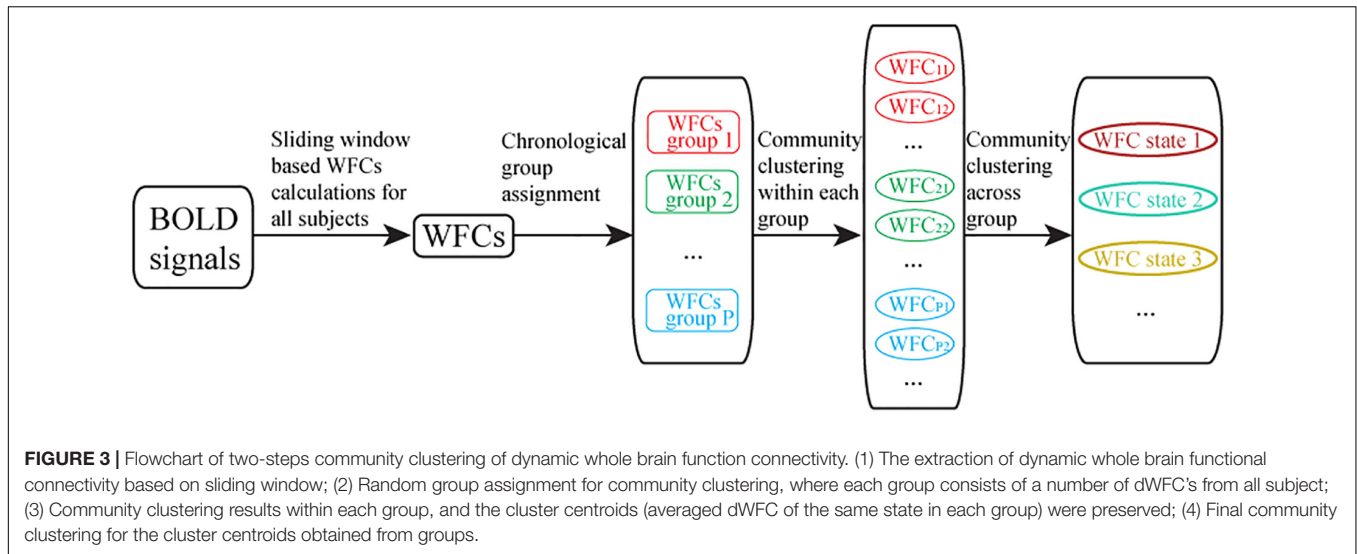 BOLD
signals
Sliding window
based WFCs
calculations for
all subjects
WFCs
Chronological
group
assignment
WFCs
group 1
WFCs
group 2
...
WFCs
group P
Community
clustering
within each
group
WFC11
WFC12
...
WFC21
WFC22
...
WFCP1
WFCP2
...
Community
clustering
across
group
WFC state 1
WFC state 2
WFC state 3
...
FIGURE 3 | Flowchart of two-steps community clustering of dynamic whole brain function connectivity. (1) The extraction of dynamic whole brain functional
connectivity based on sliding window; (2) Random group assignment for community clustering, where each group consists of a number of dWFC's from all subject;
(3) Community clustering results within each group, and the cluster centroids (averaged dWFC of the same state in each group) were preserved; (4) Final community
clustering for the cluster centroids obtained from groups.